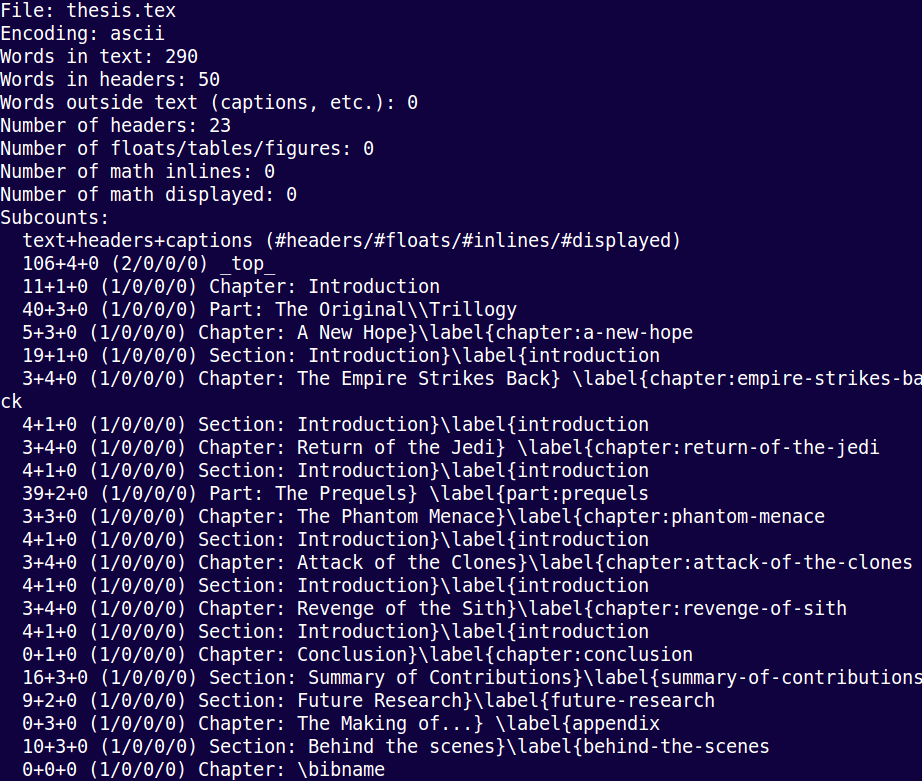 File: thesis.tex
Encoding: ascii
Words in text: 290
Words in headers: 50
Words outside text (captions, etc.): 0
Number of headers: 23
Number of floats/tables/figures: 0
Number of math inlines: 0
Number of math displayed: 0
Subcounts:
  text+headers+captions (#headers/#floats/#inlines/#displayed)
  106+4+0 (2/0/0/0) _top_
  11+1+0 (1/0/0/0) Chapter: Introduction
  40+3+0 (1/0/0/0) Part: The Original\\Trillogy
  5+3+0 (1/0/0/0) Chapter: A New Hope}\label{chapter:a-new-hope
  19+1+0 (1/0/0/0) Section: Introduction}\label{introduction
  3+4+0 (1/0/0/0) Chapter: The Empire Strikes Back} \label{chapter:empire-strikes-ba
ck
  4+1+0 (1/0/0/0) Section: Introduction}\label{introduction
  3+4+0 (1/0/0/0) Chapter: Return of the Jedi} \label{chapter:return-of-the-jedi
  4+1+0 (1/0/0/0) Section: Introduction}\label{introduction
  39+2+0 (1/0/0/0) Part: The Prequels} \label{part:prequels
  3+3+0 (1/0/0/0) Chapter: The Phantom Menace}\label{chapter:phantom-menace
  4+1+0 (1/0/0/0) Section: Introduction}\label{introduction
  3+4+0 (1/0/0/0) Chapter: Attack of the Clones}\label{chapter:attack-of-the-clones
  4+1+0 (1/0/0/0) Section: Introduction}\label{introduction
  3+4+0 (1/0/0/0) Chapter: Revenge of the Sith}\label{chapter:revenge-of-sith
  4+1+0 (1/0/0/0) Section: Introduction}\label{introduction
  0+1+0 (1/0/0/0) Chapter: Conclusion}\label{chapter:conclusion
  16+3+0 (1/0/0/0) Section: Summary of Contributions}\label{summary-of-contributions
  9+2+0 (1/0/0/0) Section: Future Research}\label{future-research
  0+3+0 (1/0/0/0) Chapter: The Making of...} \label{appendix
  10+3+0 (1/0/0/0) Section: Behind the scenes}\label{behind-the-scenes
  0+0+0 (1/0/0/0) Chapter: \bibname